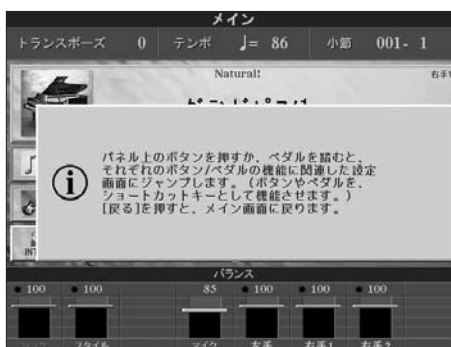 メイン
トランスポーズ 0 テンポ ♩= 86 小節 001- 1
Natural!
右手1
パネル上のボタンを押すか、ペダルを踏むと、
それぞれのボタン/ペダルの機能に関連した設定
画面にジャンプします。(ボタンやペダルを、
ショートカットキーとして機能させます。)
[戻る]を押すと、メイン画面に戻ります。
バランス
100 100 85 100 100 100
スタイル マイク 左手 右手1 右手2